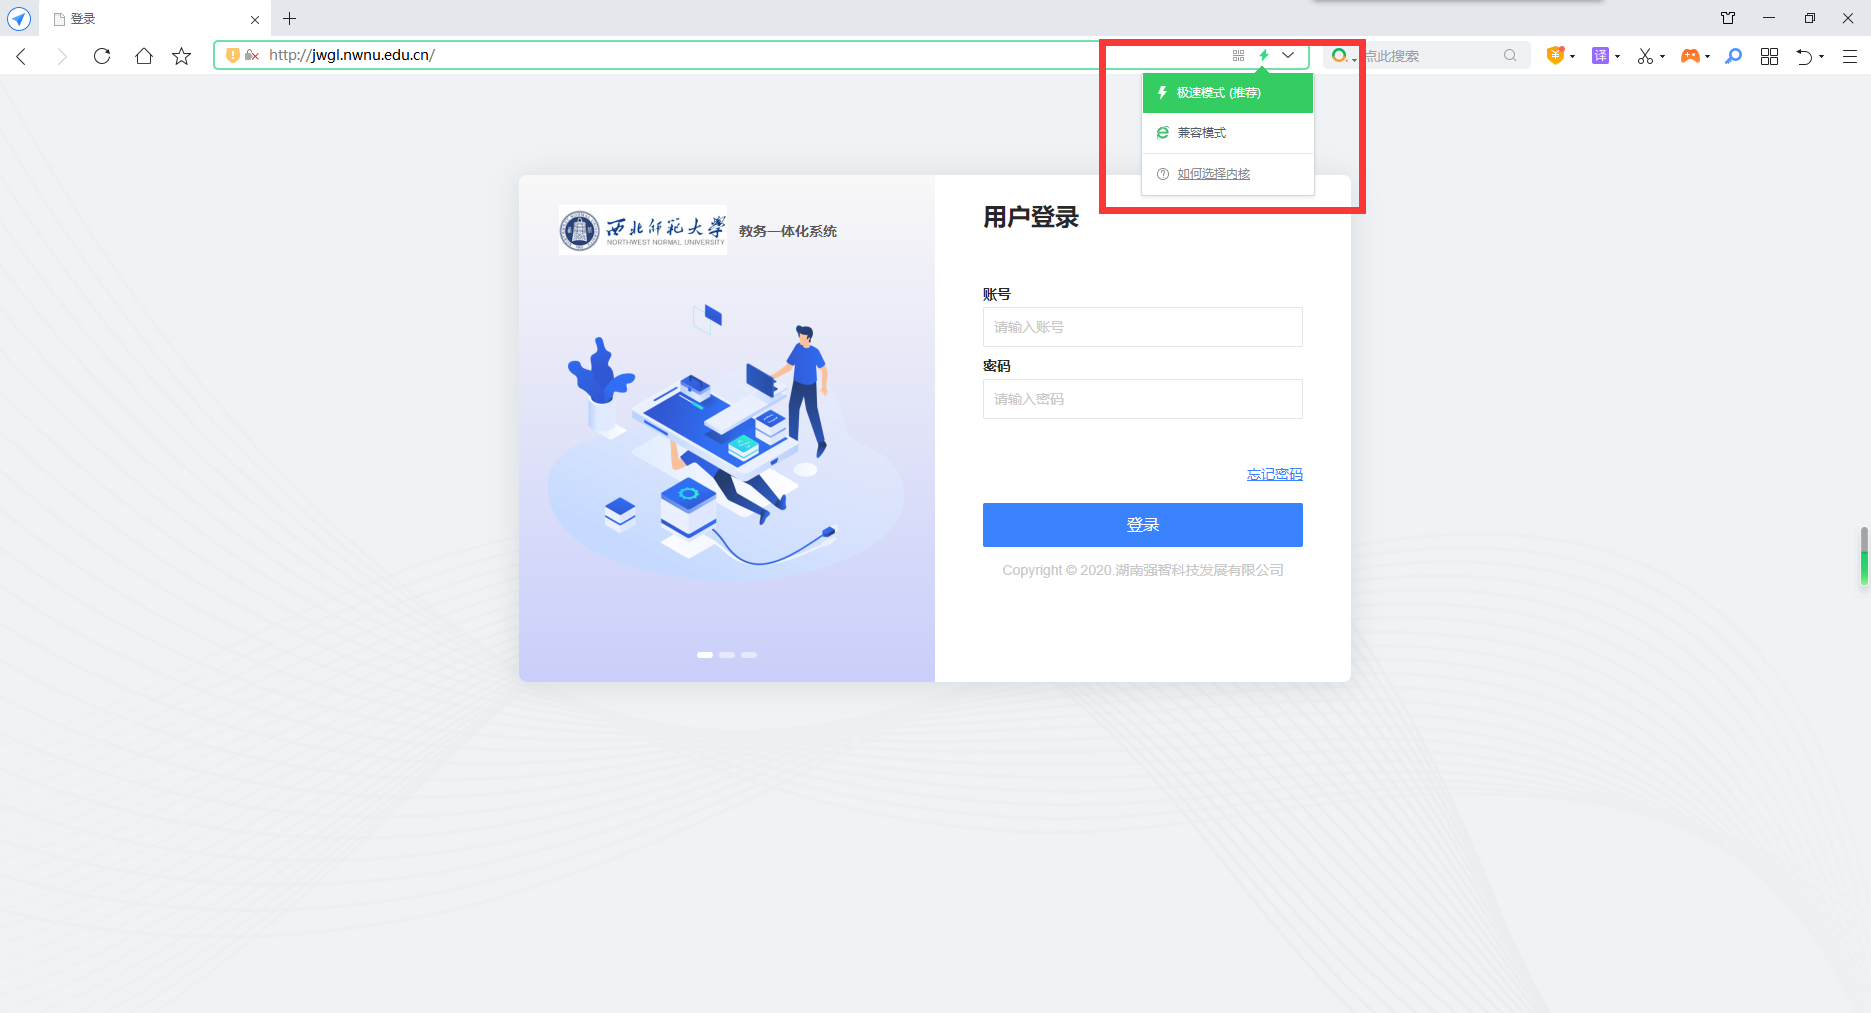 登录
http://jwgl.nwnu.edu.cn/
点此搜索
译
极速模式 (推荐)
兼容模式
如何选择内核
西北师范大学
NORTHWEST NORMAL UNIVERSITY
教务一体化系统
用户登录
账号
请输入账号
密码
请输入密码
忘记密码
登录
Copyright © 2020.湖南强智科技发展有限公司